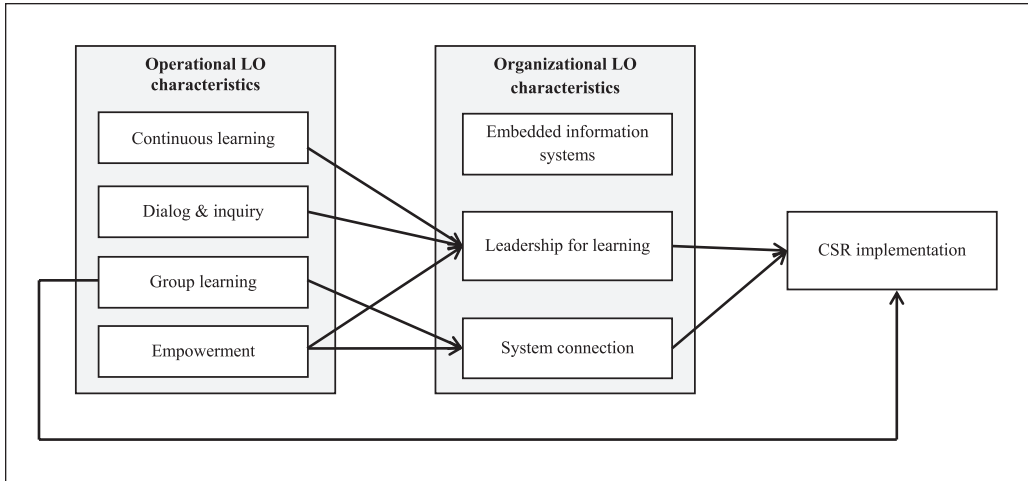 Operational LO
characteristics
Continuous learning
Dialog & inquiry
Group learning
Empowerment
Organizational LO
characteristics
Embedded information
systems
Leadership for learning
System connection
CSR implementation